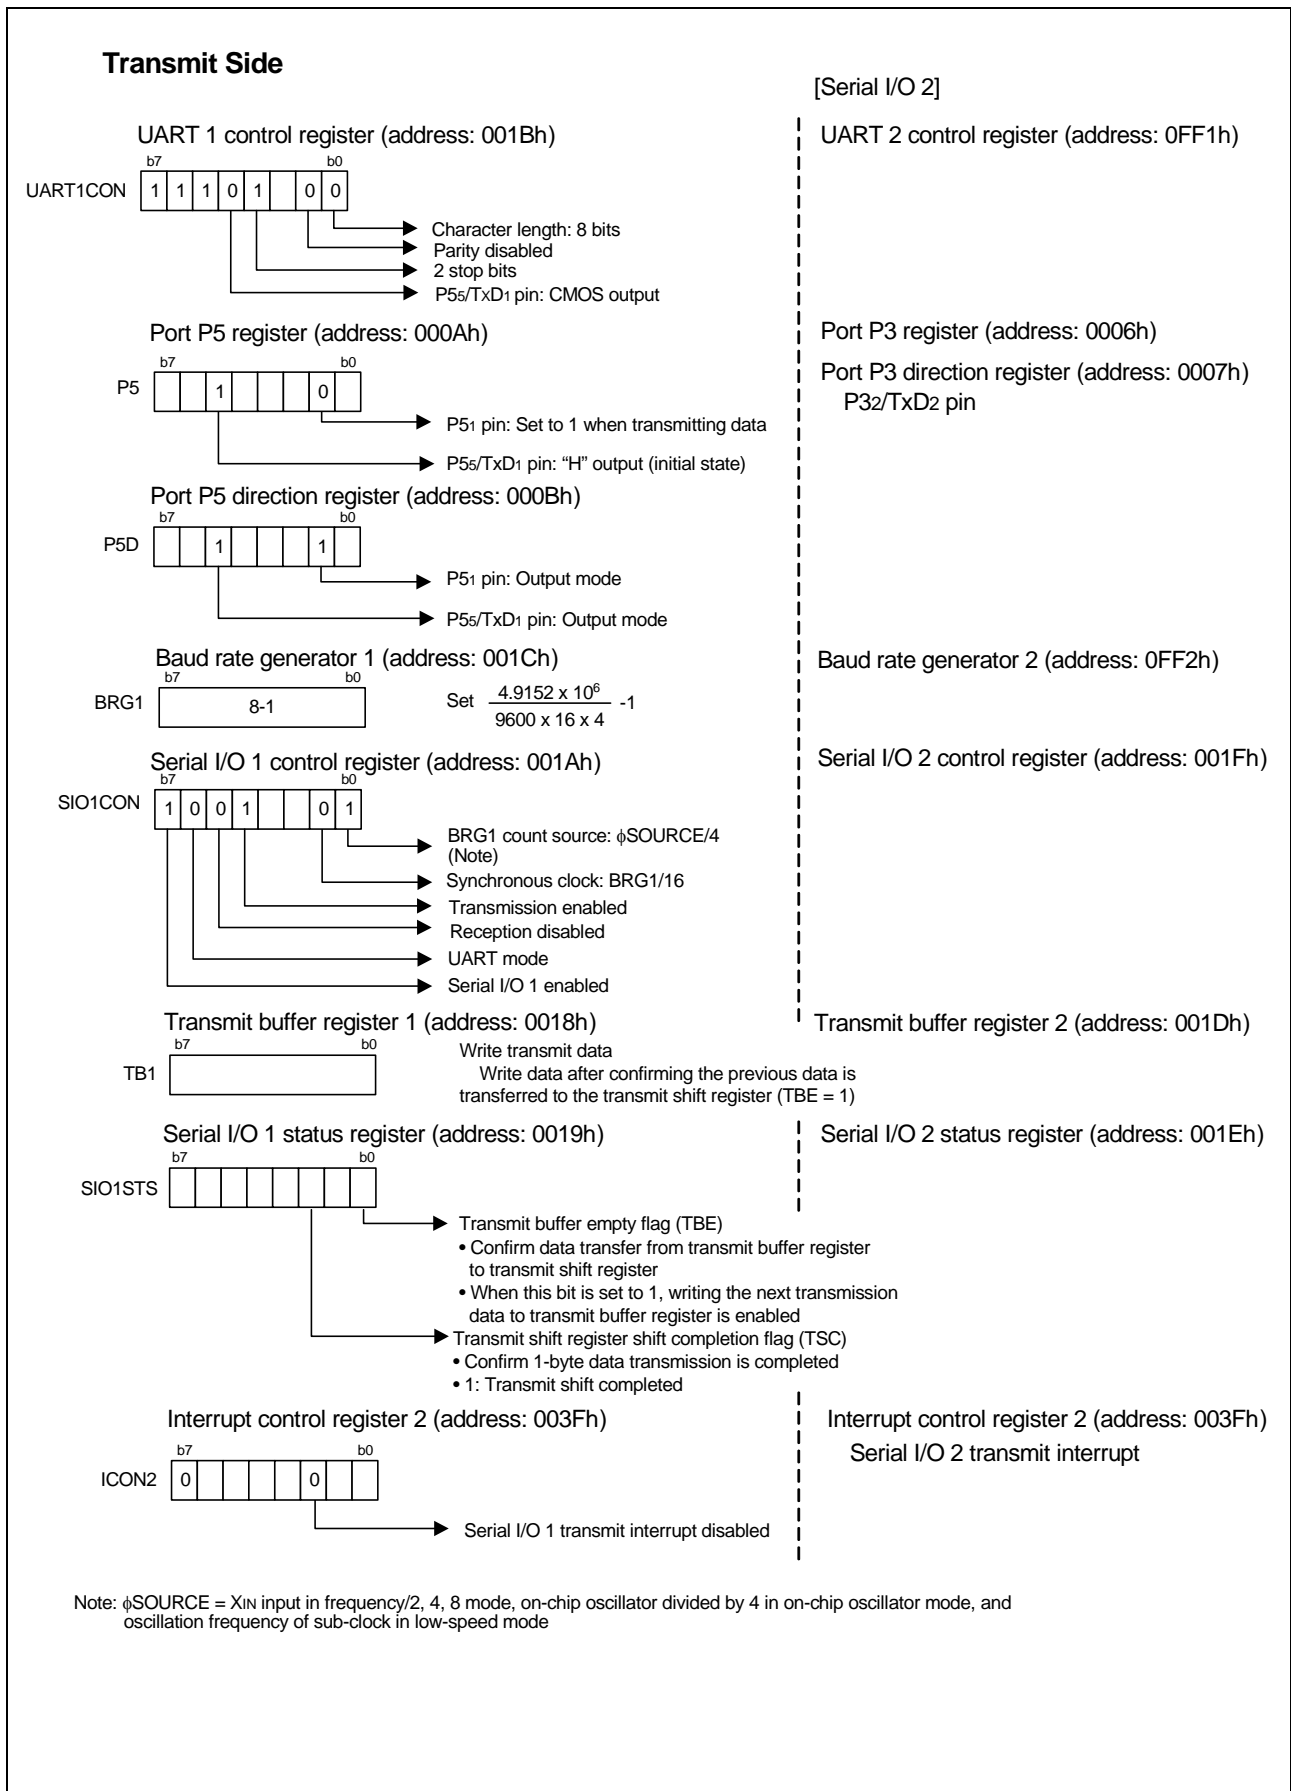 Transmit Side
[Serial I/O 2]
UART 1 control register (address: 001Bh)
UART 2 control register (address: 0FF1h)
b7 b0
UART1CON 1 1 1 0 1 0 0
Character length: 8 bits
Parity disabled
2 stop bits
P55/TxD1 pin: CMOS output
Port P5 register (address: 000Ah)
Port P3 register (address: 0006h)
b7 b0
Port P3 direction register (address: 0007h)
P5 1 0
P32/TxD2 pin
P51 pin: Set to 1 when transmitting data
P55/TxD1 pin: “H” output (initial state)
Port P5 direction register (address: 000Bh)
b7 b0
P5D 1 1
P51 pin: Output mode
P55/TxD1 pin: Output mode
Baud rate generator 1 (address: 001Ch)
Baud rate generator 2 (address: 0FF2h)
b7 b0
BRG1 8-1
Set 4.9152 x 10⁶ -1
9600 x 16 x 4
Serial I/O 1 control register (address: 001Ah)
Serial I/O 2 control register (address: 001Fh)
b7 b0
SIO1CON 1 0 0 1 0 1
BRG1 count source: ϕSOURCE/4
(Note)
Synchronous clock: BRG1/16
Transmission enabled
Reception disabled
UART mode
Serial I/O 1 enabled
Transmit buffer register 1 (address: 0018h)
Transmit buffer register 2 (address: 001Dh)
b7 b0
TB1
Write transmit data
Write data after confirming the previous data is
transferred to the transmit shift register (TBE = 1)
Serial I/O 1 status register (address: 0019h)
Serial I/O 2 status register (address: 001Eh)
b7 b0
SIO1STS
Transmit buffer empty flag (TBE)
• Confirm data transfer from transmit buffer register
to transmit shift register
• When this bit is set to 1, writing the next transmission
data to transmit buffer register is enabled
Transmit shift register shift completion flag (TSC)
• Confirm 1-byte data transmission is completed
• 1: Transmit shift completed
Interrupt control register 2 (address: 003Fh)
Interrupt control register 2 (address: 003Fh)
b7 b0
Serial I/O 2 transmit interrupt
ICON2 0 0
Serial I/O 1 transmit interrupt disabled
Note: ϕSOURCE = XIN input in frequency/2, 4, 8 mode, on-chip oscillator divided by 4 in on-chip oscillator mode, and
oscillation frequency of sub-clock in low-speed mode